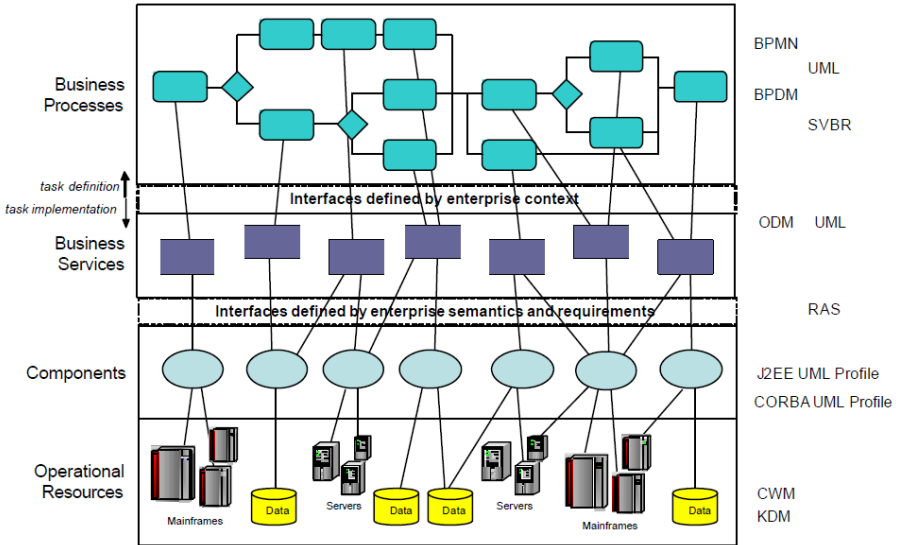 BPMN
UML
Business
Processes
BPDM
SVBR
task definition
Interfaces defined by enterprise context
task implementation
ODM UML
Business
Services
Interfaces defined by enterprise semantics and requirements
RAS
Components
J2EE UML Profile
CORBA UML Profile
Operational
Resources
CWM
KDM
Data
Servers
Data
Data
Servers
Data
Mainframes
Mainframes